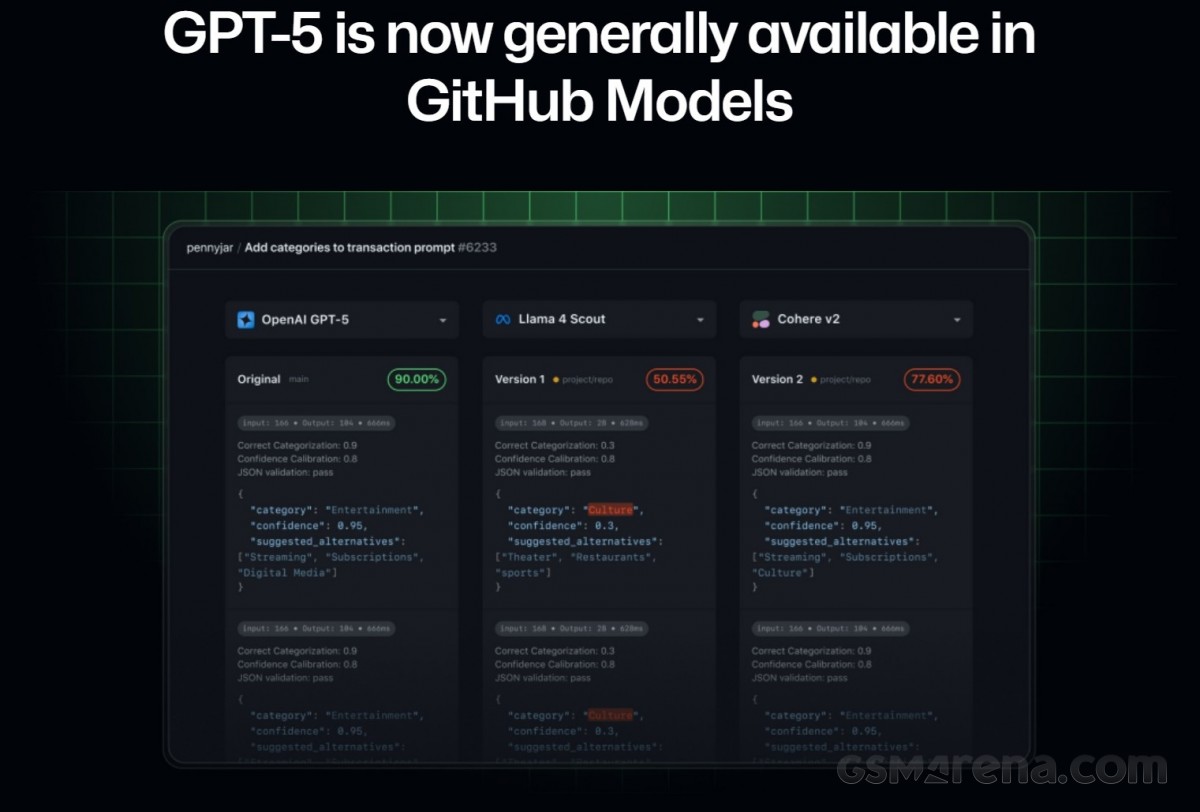 GPT-5 is now generally available in
GitHub Models
pennyjar / Add categories to transaction prompt #6233
OpenAI GPT-5
Llama 4 Scout
Cohere v2
Original main 90.00%
Version 1 project/repo 50.55%
Version 2 project/repo 77.60%
input: 166 • Output: 104 • 666ms
Correct Categorization: 0.9
Confidence Calibration: 0.8
JSON validation: pass
{
"category": "Entertainment",
"confidence": 0.95,
"suggested_alternatives":
["Streaming", "Subscriptions",
"Digital Media"]
}
input: 168 • Output: 28 • 628ms
Correct Categorization: 0.3
Confidence Calibration: 0.8
JSON validation: pass
{
"category": "Culture",
"confidence": 0.3,
"suggested_alternatives":
["Theater", "Restaurants",
"sports"]
}
input: 166 • Output: 104 • 666ms
Correct Categorization: 0.9
Confidence Calibration: 0.8
JSON validation: pass
{
"category": "Entertainment",
"confidence": 0.95,
"suggested_alternatives":
["Streaming", "Subscriptions",
"Culture"]
}
input: 166 • Output: 104 • 666ms
Correct Categorization: 0.9
Confidence Calibration: 0.8
JSON validation: pass
{
"category": "Entertainment",
"confidence": 0.95,
"suggested_alternatives":
["Streaming", "Subscriptions",
input: 168 • Output: 28 • 628ms
Correct Categorization: 0.3
Confidence Calibration: 0.8
JSON validation: pass
{
"category": "Culture",
"confidence": 0.3,
"suggested_alternatives":
["Theater", "Restaurants",
input: 166 • Output: 104 • 666ms
Correct Categorization: 0.9
Confidence Calibration: 0.8
JSON validation: pass
{
"category": "Entertainment",
"confidence": 0.95,
"suggested_alternatives":
["Streaming", "Subscriptions",
GSMArena.com